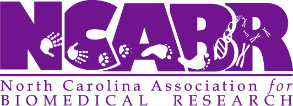 NCABR
North Carolina Association for
BIOMEDICAL RESEARCH